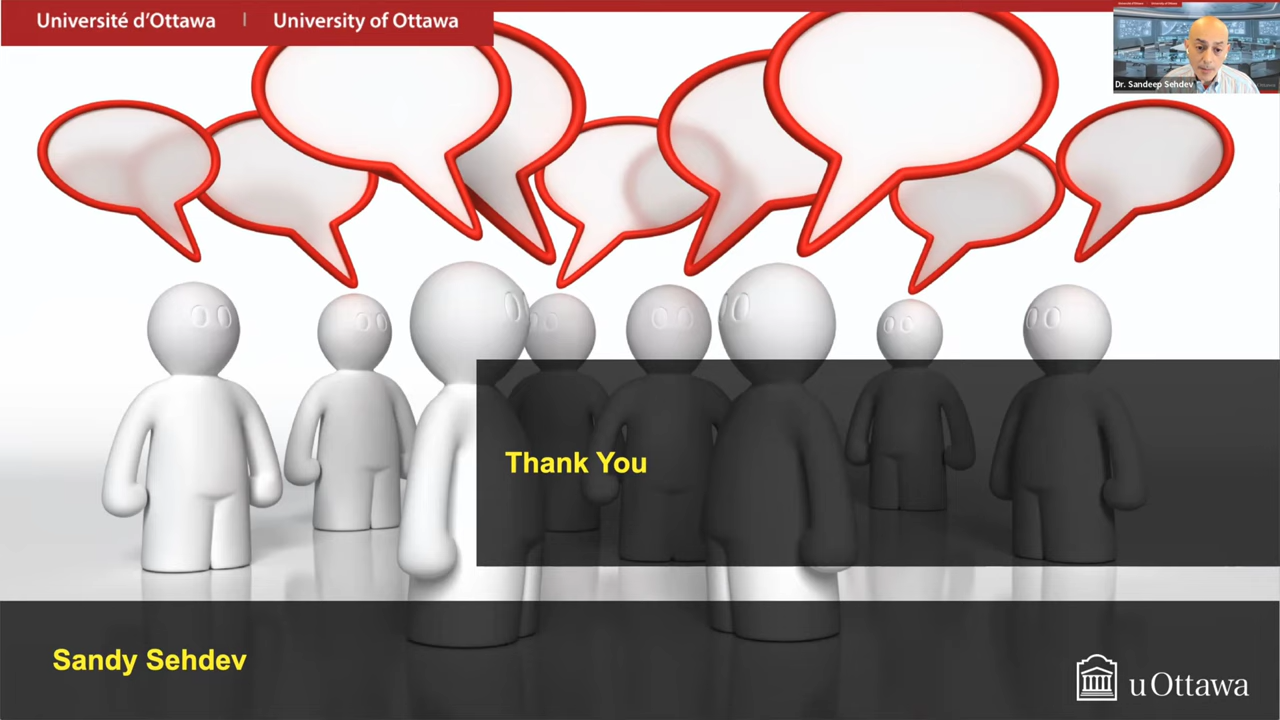 Université d'Ottawa | University of Ottawa
Dr. Sandeep Sehdev
Thank You
Sandy Sehdev
uOttawa